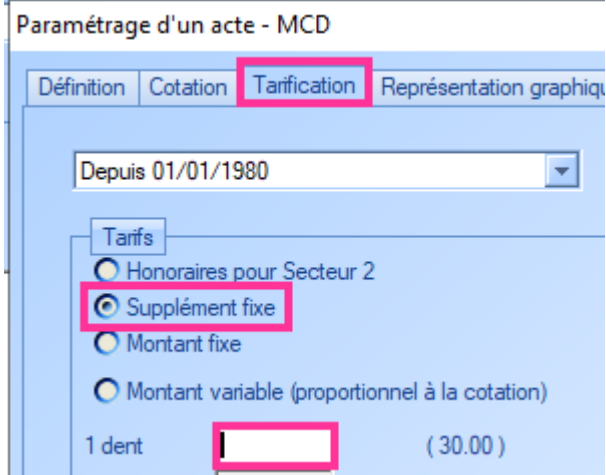 Paramétrage d'un acte - MCD
Définition Cotation Tarification Représentation
Depuis 01/01/1980
Tarifs
Honoraires pour Secteur 2
Supplément fixe
Montant fixe
Montant variable (proportionnel à la cotation)
1 dent ( 30.00 )